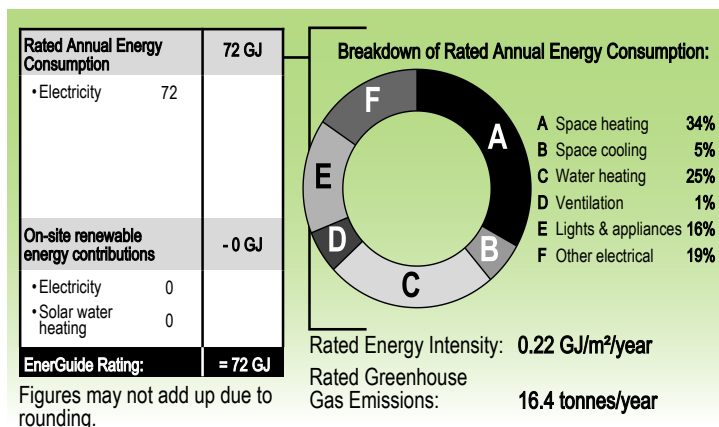 Rated Annual Energy
Consumption
72 GJ
• Electricity 72
On-site renewable
energy contributions
- 0 GJ
• Electricity 0
• Solar water
heating 0
EnerGuide Rating: = 72 GJ
Figures may not add up due to
rounding.
Breakdown of Rated Annual Energy Consumption:
A
B
C
D
E
F
A Space heating 34%
B Space cooling 5%
C Water heating 25%
D Ventilation 1%
E Lights & appliances 16%
F Other electrical 19%
Rated Energy Intensity: 0.22 GJ/m²/year
Rated Greenhouse
Gas Emissions: 16.4 tonnes/year